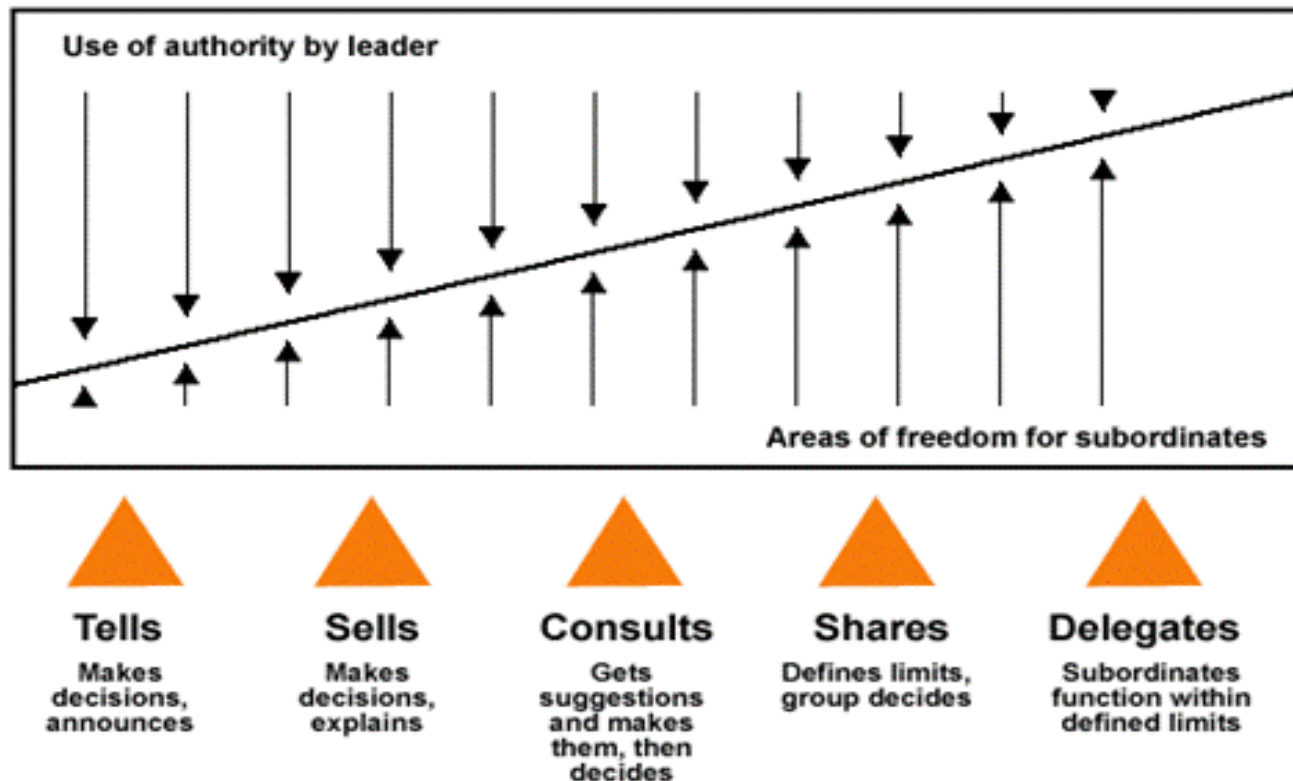 Use of authority by leader
Areas of freedom for subordinates
Tells
Makes
decisions,
announces
Sells
Makes
decisions,
explains
Consults
Gets
suggestions
and makes
them, then
decides
Shares
Defines limits,
group decides
Delegates
Subordinates
function within
defined limits